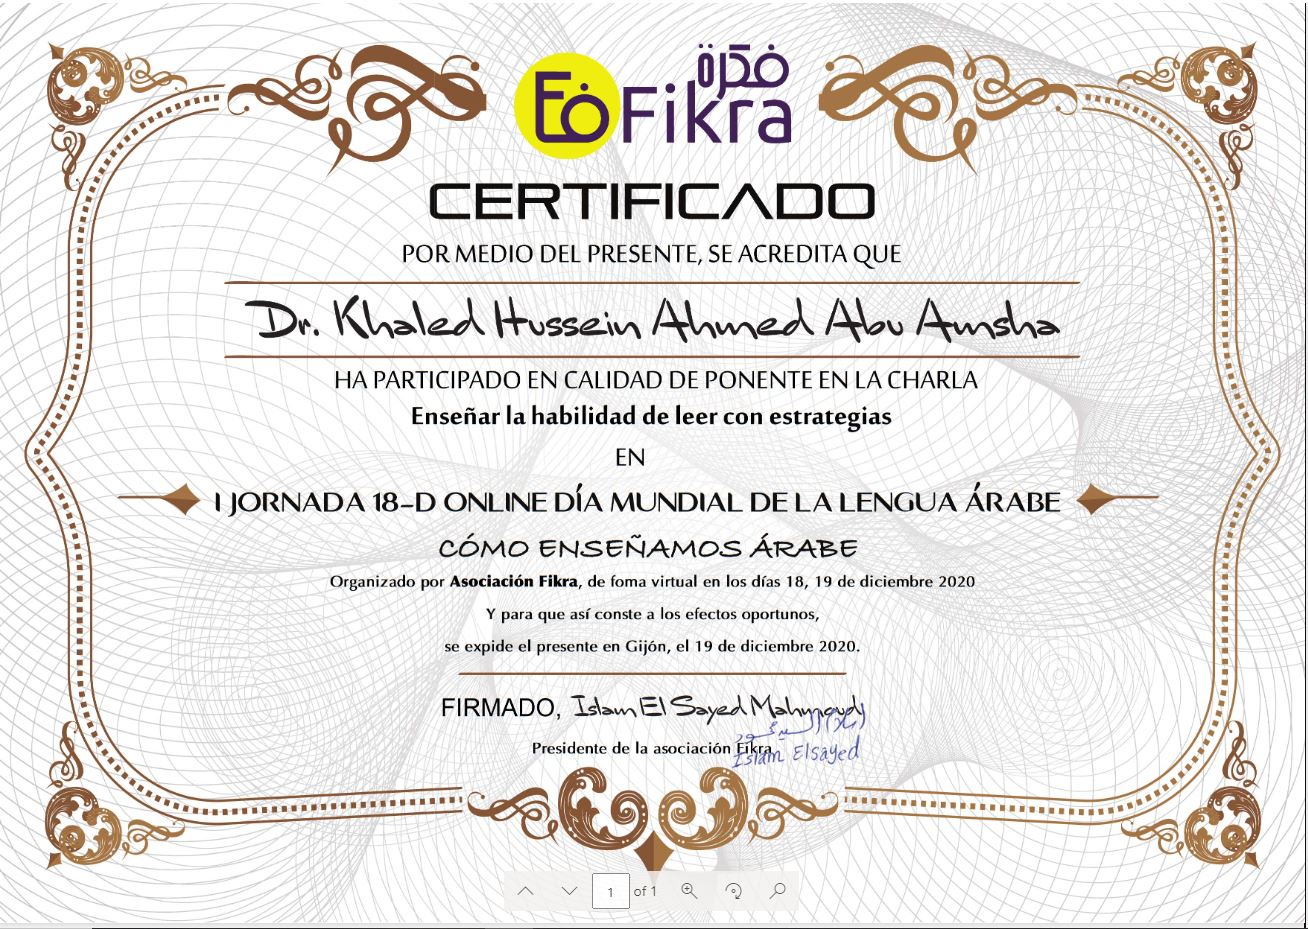 فكرة
Fikra
CERTIFICADO
POR MEDIO DEL PRESENTE, SE ACREDITA QUE
Dr. Khaled Hussein Ahmed Abu Amsha
HA PARTICIPADO EN CALIDAD DE PONENTE EN LA CHARLA
Enseñar la habilidad de leer con estrategias
EN
I JORNADA 18-D ONLINE DÍA MUNDIAL DE LA LENGUA ÁRABE
CÓMO ENSEÑAMOS ÁRABE
Organizado por Asociación Fikra, de foma virtual en los días 18, 19 de diciembre 2020
Y para que así conste a los efectos oportunos,
se expide el presente en Gijón, el 19 de diciembre 2020.
FIRMADO, Islam El Sayed Mahmoud
Presidente de la asociación Fikra
Islam Elsayed
1 of 1